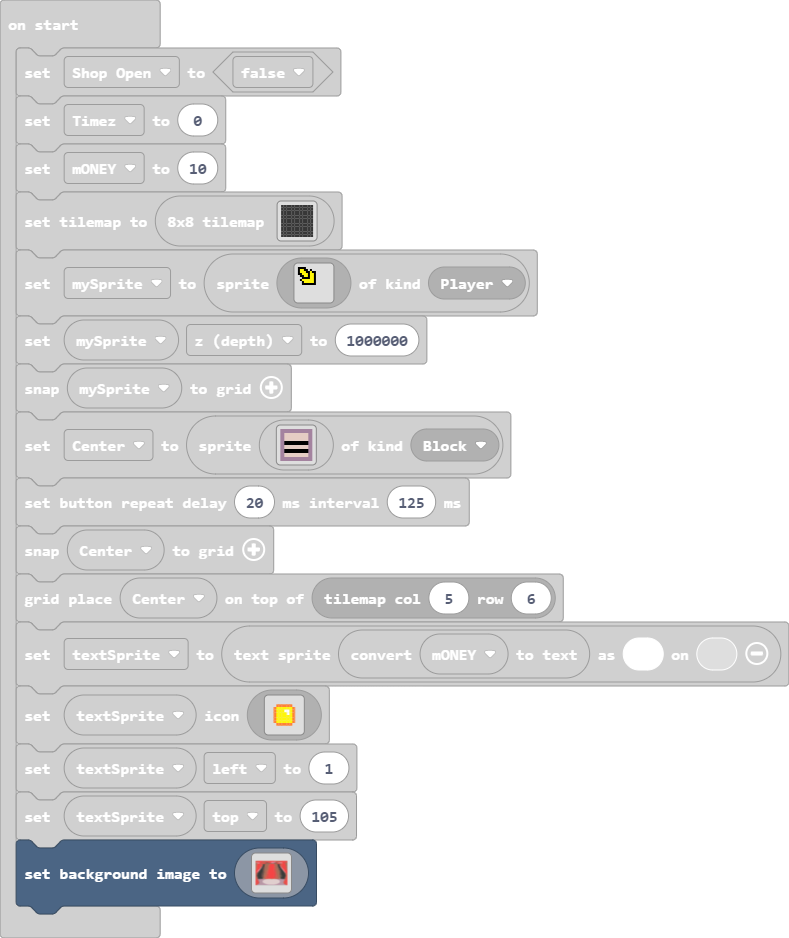 on start
set Shop Open to false
set Timez to 0
set mONEY to 10
set tilemap to 8x8 tilemap
set mySprite to sprite of kind Player
set mySprite z (depth) to 1000000
snap mySprite to grid
set Center to sprite of kind Block
set button repeat delay 20 ms interval 125 ms
snap Center to grid
grid place Center on top of tilemap col 5 row 6
set textSprite to text sprite convert mONEY to text as on
set textSprite icon
set textSprite left to 1
set textSprite top to 105
set background image to